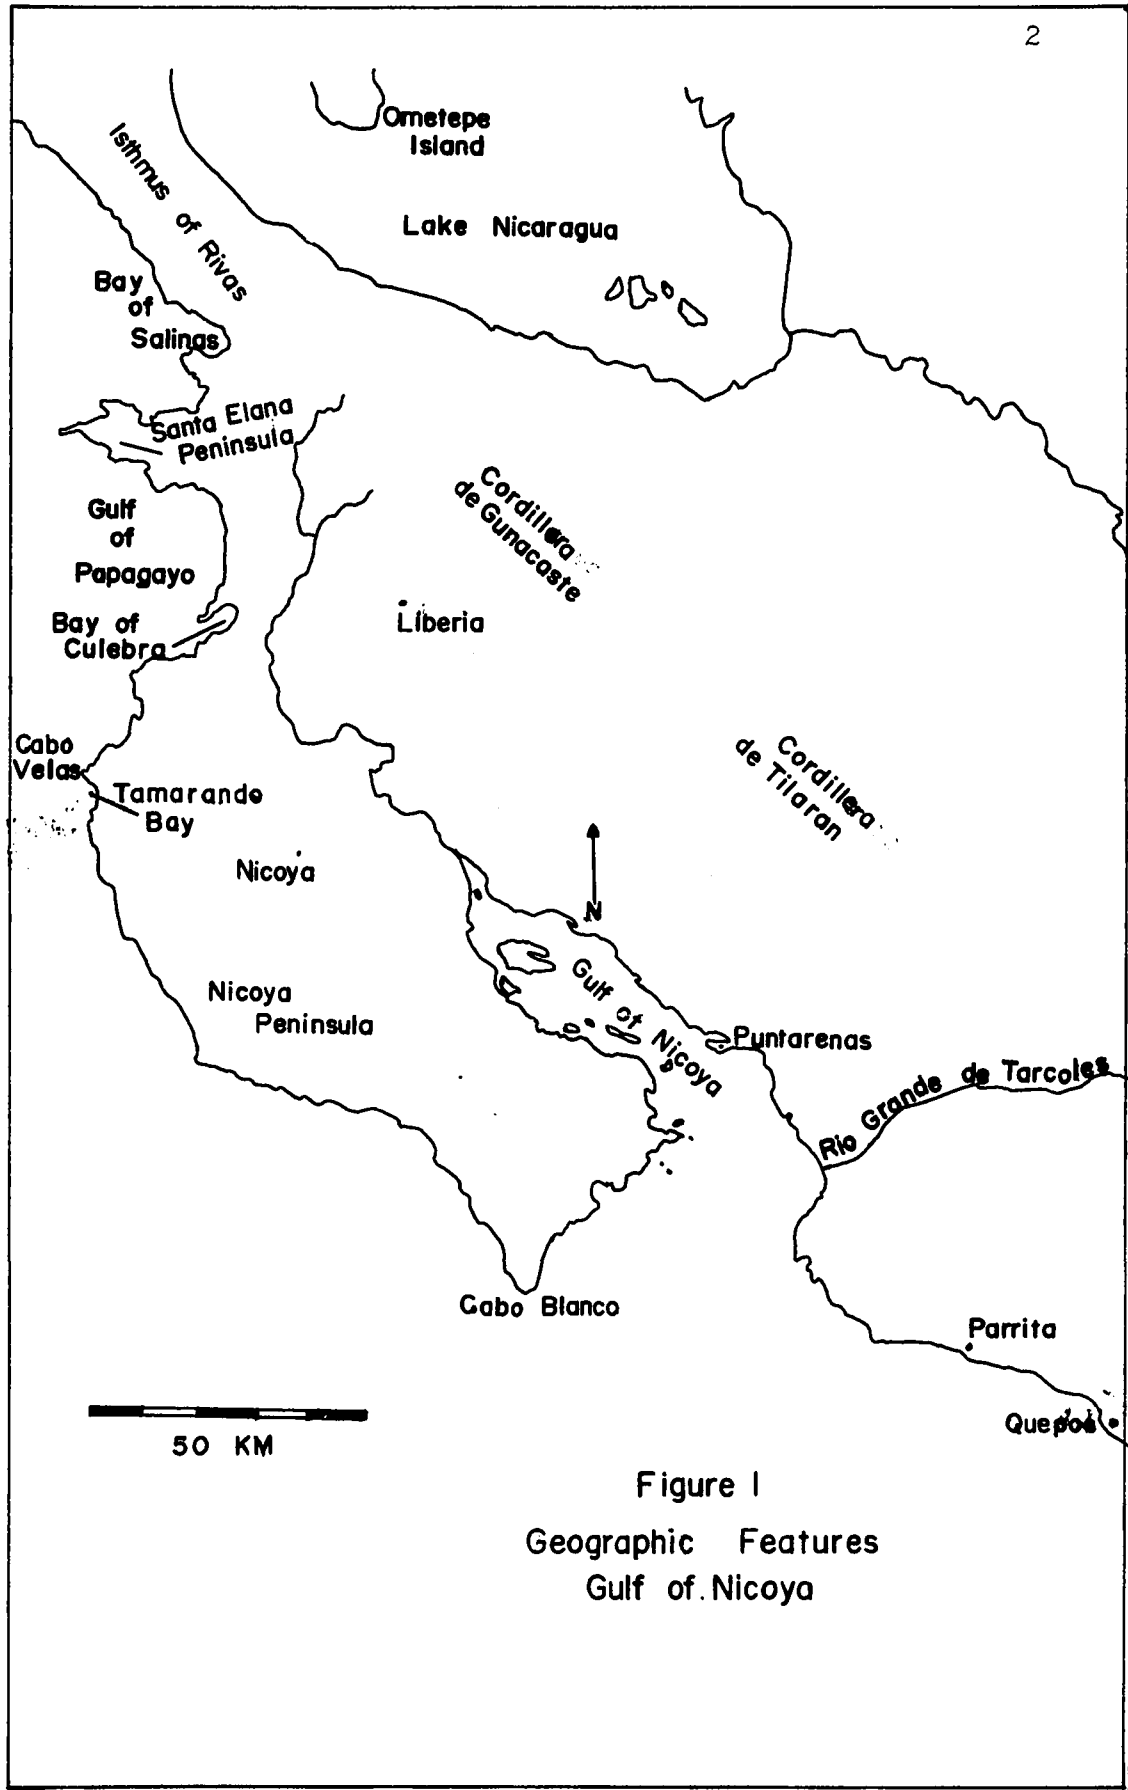 2
Ometepe
Island
Isthmus of Rivas
Lake Nicaragua
Bay
of
Salinas
Santa Elana
Peninsula
Cordillera
de Gunacaste
Gulf
of
Papagayo
Liberia
Bay of
Culebra
Cabo
Velas
Cordillera
de Tilaran
Tamarando
Bay
Nicoya
N
Gulf of Nicoya
Nicoya
Peninsula
Puntarenas
Rio Grande de Tarcoles
Cabo Blanco
Parrita
Quepos
50 KM
Figure 1
Geographic Features
Gulf of Nicoya